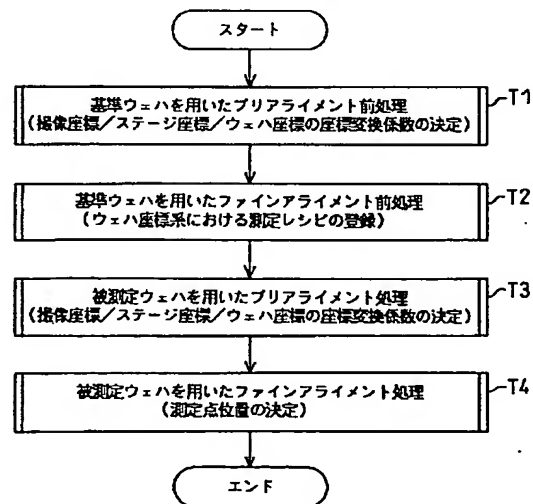 スタート
基準ウェハを用いたプリアライメント前処理
(撮像座標/ステージ座標/ウェハ座標の座標変換係数の決定)
T1
基準ウェハを用いたファインアライメント前処理
(ウェハ座標系における測定レシピの登録)
T2
被測定ウェハを用いたプリアライメント処理
(撮像座標/ステージ座標/ウェハ座標の座標変換係数の決定)
T3
被測定ウェハを用いたファインアライメント処理
(測定点位置の決定)
T4
エンド